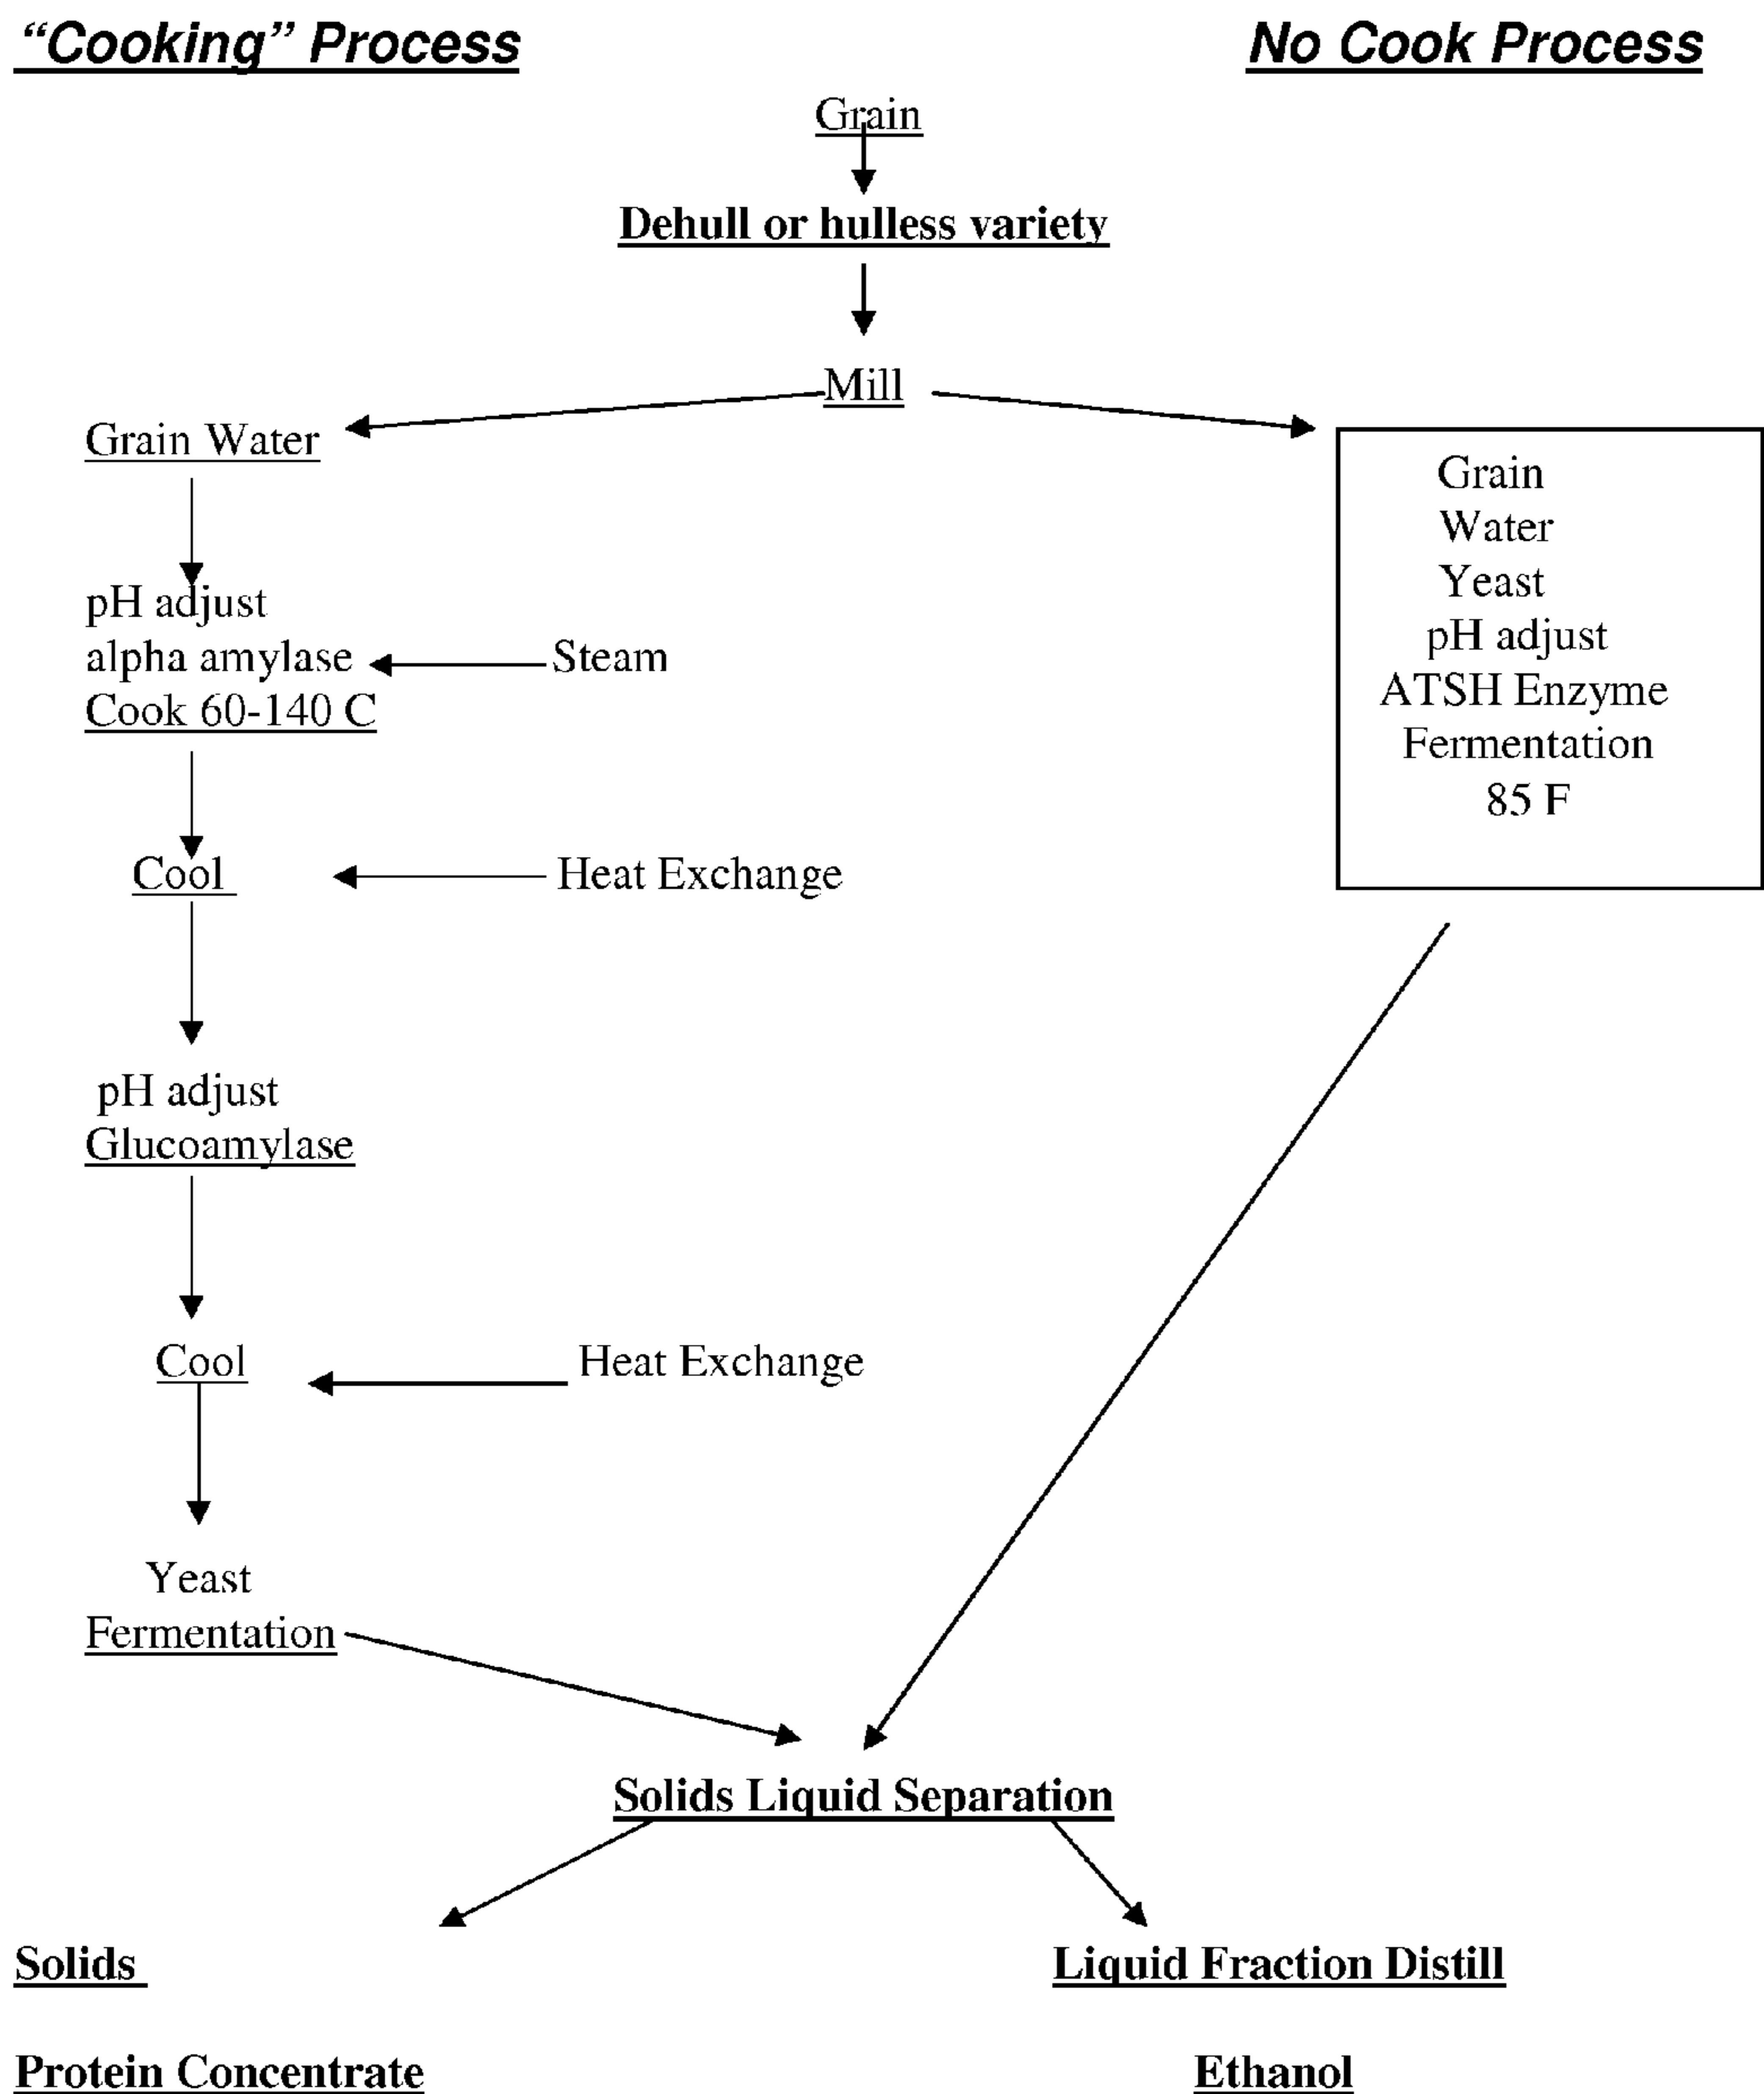 “Cooking” Process
No Cook Process
Grain
Dehull or hulless variety
Mill
Grain Water
pH adjust
alpha amylase
Cook 60-140 C
Steam
Cool
Heat Exchange
pH adjust
Glucoamylase
Cool
Heat Exchange
Yeast
Fermentation
Grain
Water
Yeast
pH adjust
ATSH Enzyme
Fermentation
85 F
Solids Liquid Separation
Solids
Liquid Fraction Distill
Protein Concentrate
Ethanol